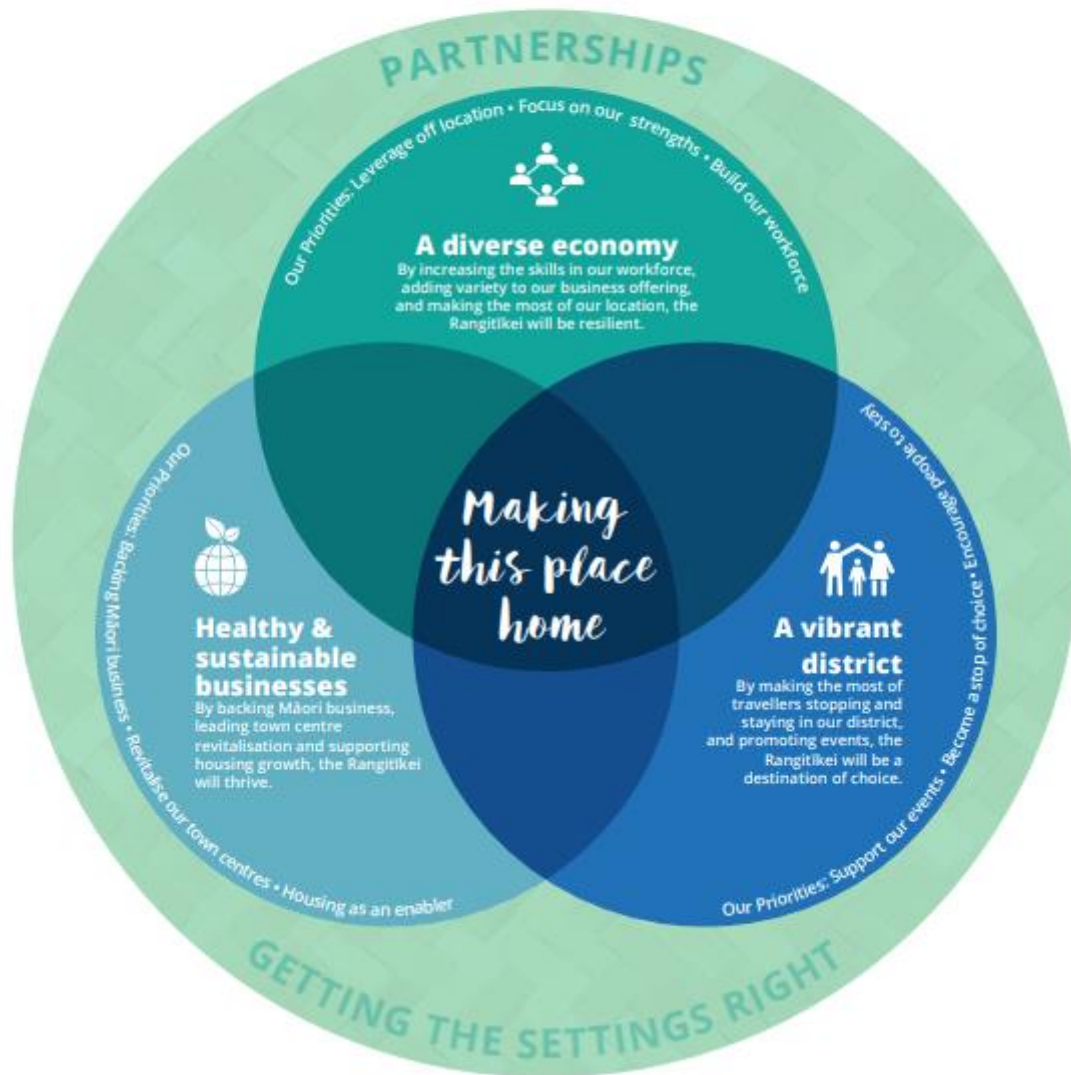 PARTNERSHIPS
Our Priorities: Leverage off location • Focus on our strengths • Build our workforce
A diverse economy
By increasing the skills in our workforce,
adding variety to our business offering,
and making the most of our location, the
Rangitīkei will be resilient.
Making
this place
home
Our Priorities: Backing Māori business • Revitalise our town centres • Housing as an enabler
Healthy &
sustainable
businesses
By backing Māori business,
leading town centre
revitalisation and supporting
housing growth, the Rangitīkei
will thrive.
A vibrant
district
By making the most of
travellers stopping and
staying in our district,
and promoting events, the
Rangitīkei will be a
destination of choice.
Our Priorities: Support our events • Become a stop of choice • Encourage people to stay
GETTING THE SETTINGS RIGHT